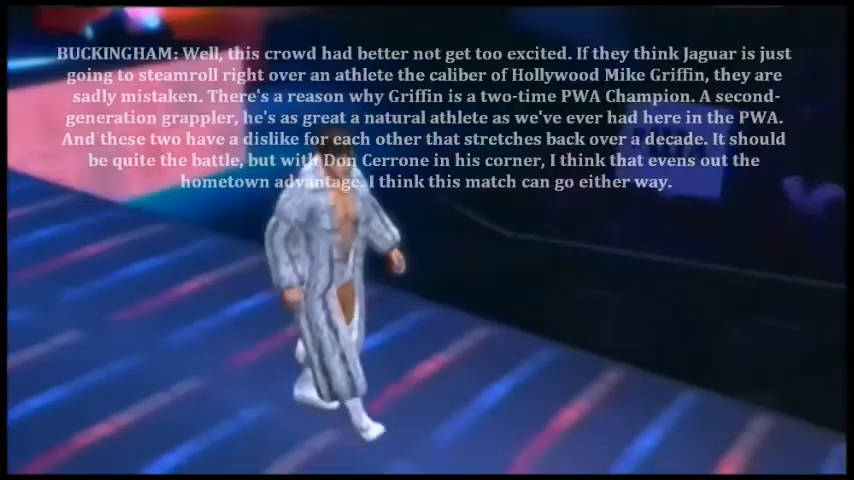 BUCKINGHAM: Well, this crowd had better not get too excited. If they think Jaguar is just
going to steamroll right over an athlete the caliber of Hollywood Mike Griffin, they are
sadly mistaken. There's a reason why Griffin is a two-time PWA Champion. A second-
generation grappler, he's as great a natural athlete as we've ever had here in the PWA.
And these two have a dislike for each other that stretches back over a decade. It should
be quite the battle, but with Don Cerrone in his corner, I think that evens out the
hometown advantage. I think this match can go either way.